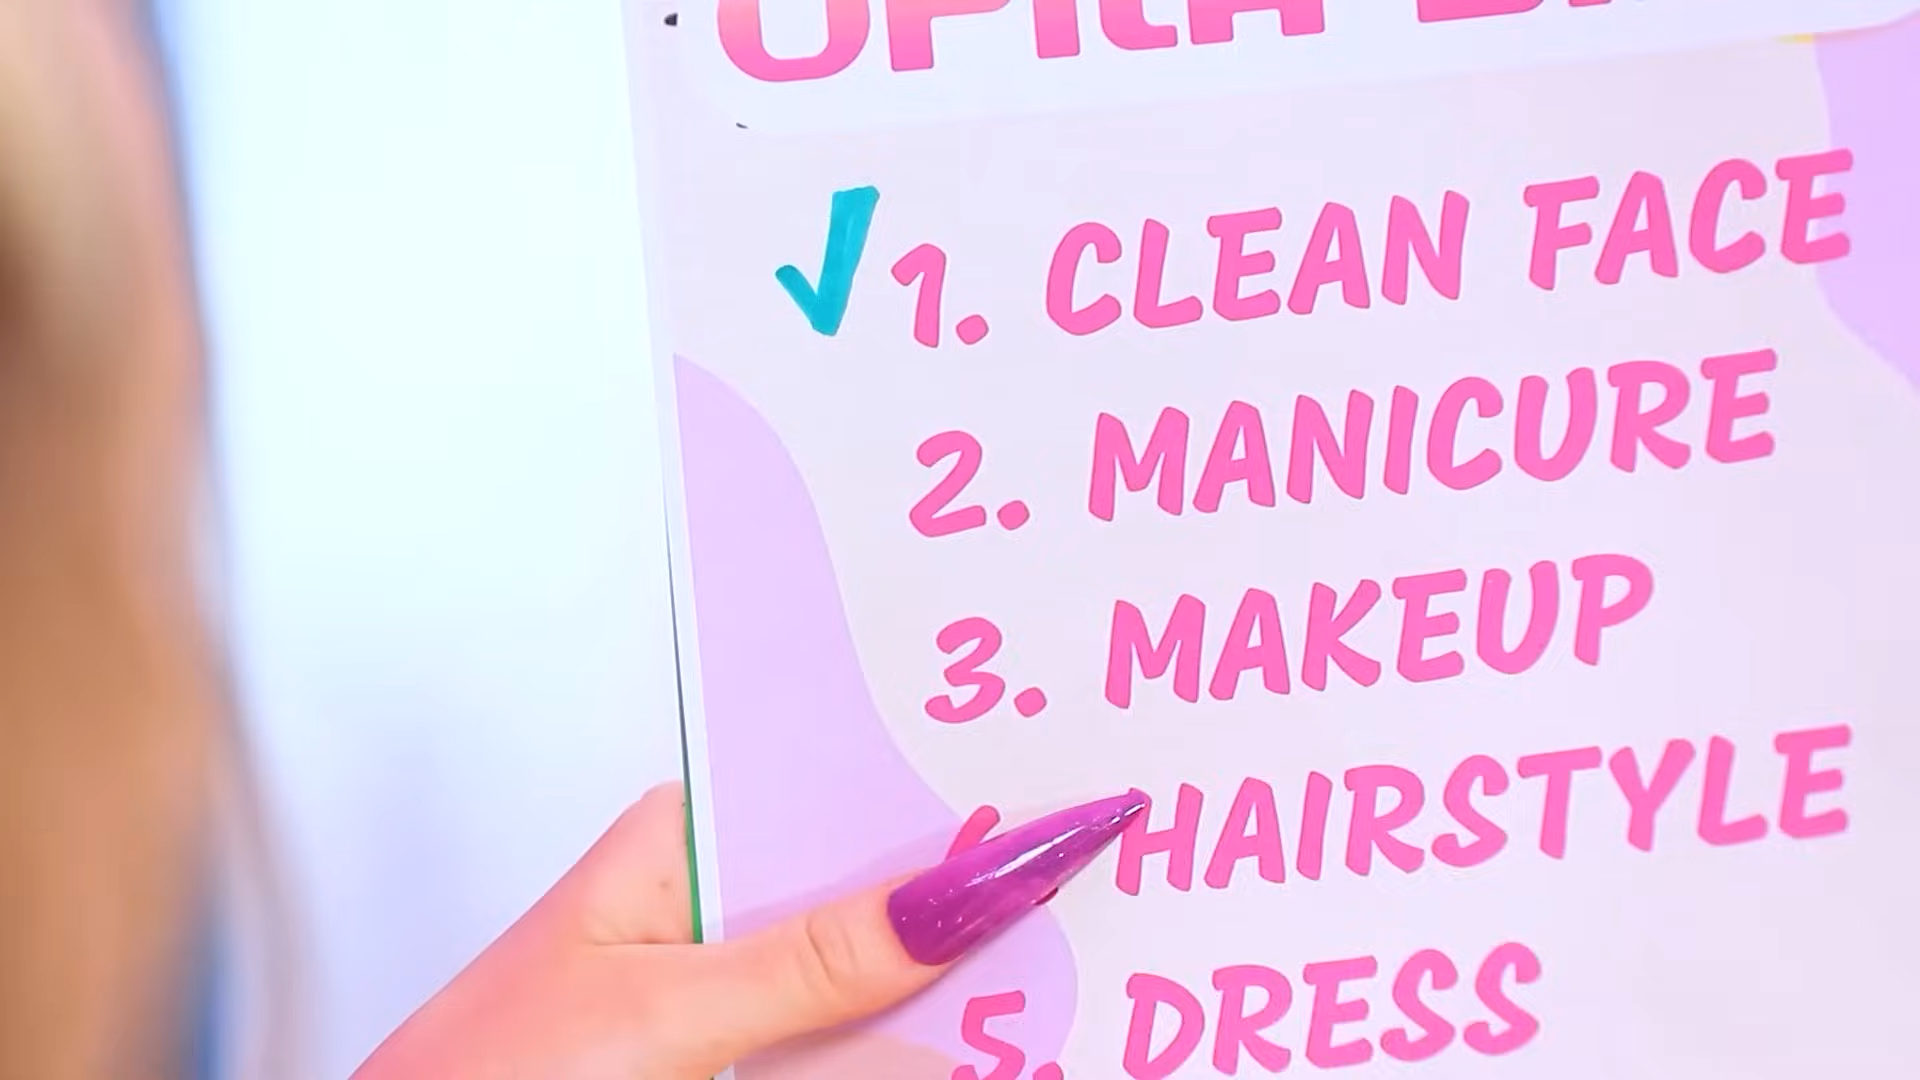 1. CLEAN FACE
2. MANICURE
3. MAKEUP
HAIRSTYLE
5. DRESS